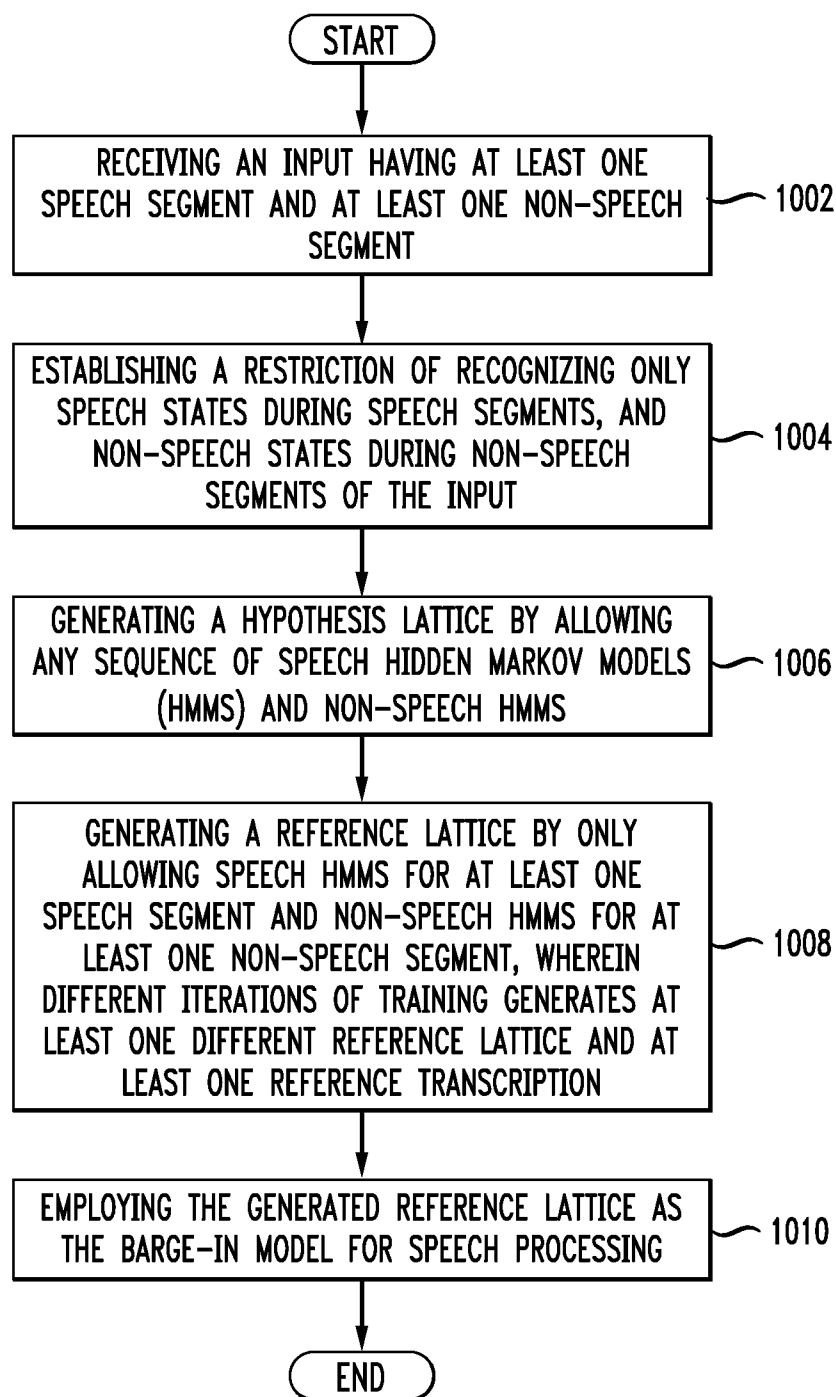 START
RECEIVING AN INPUT HAVING AT LEAST ONE
SPEECH SEGMENT AND AT LEAST ONE NON-SPEECH
SEGMENT
1002
ESTABLISHING A RESTRICTION OF RECOGNIZING ONLY
SPEECH STATES DURING SPEECH SEGMENTS, AND
NON-SPEECH STATES DURING NON-SPEECH
SEGMENTS OF THE INPUT
1004
GENERATING A HYPOTHESIS LATTICE BY ALLOWING
ANY SEQUENCE OF SPEECH HIDDEN MARKOV MODELS
(HMMS) AND NON-SPEECH HMMS
1006
GENERATING A REFERENCE LATTICE BY ONLY
ALLOWING SPEECH HMMS FOR AT LEAST ONE
SPEECH SEGMENT AND NON-SPEECH HMMS FOR AT
LEAST ONE NON-SPEECH SEGMENT, WHEREIN
DIFFERENT ITERATIONS OF TRAINING GENERATES AT
LEAST ONE DIFFERENT REFERENCE LATTICE AND AT
LEAST ONE REFERENCE TRANSCRIPTION
1008
EMPLOYING THE GENERATED REFERENCE LATTICE AS
THE BARGE-IN MODEL FOR SPEECH PROCESSING
1010
END